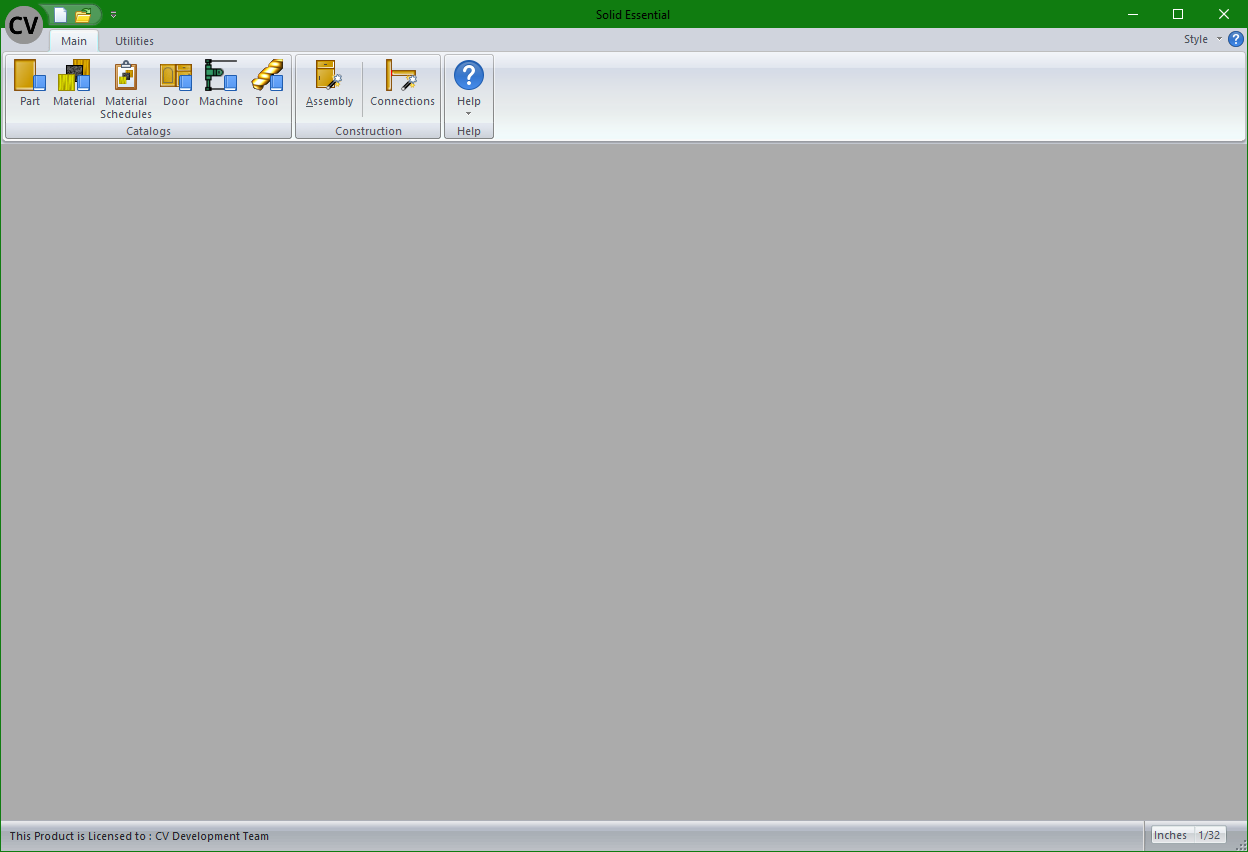 CV
Solid Essential
Main Utilities
Style
Part Material Material Schedules Door Machine Tool Assembly Connections Help
Catalogs Construction Help
This Product is Licensed to : CV Development Team
Inches 1/32